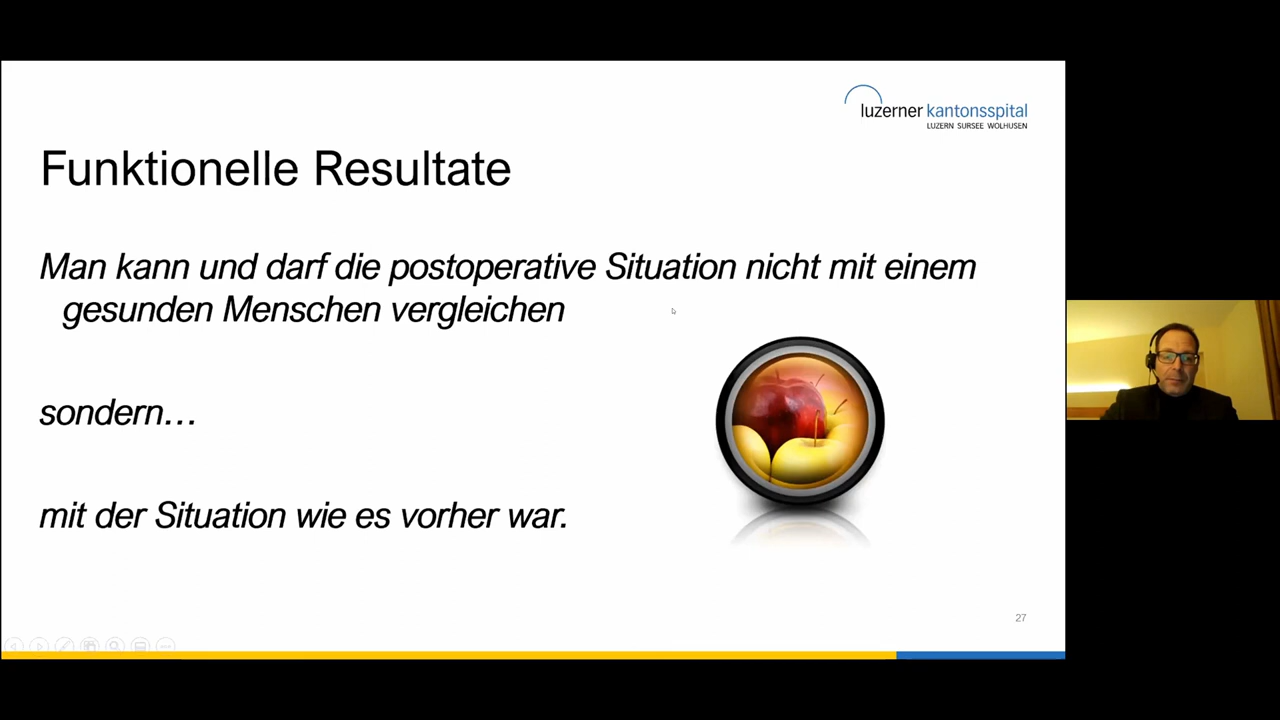 luzerner kantonsspital
LUZERN SURSEE WOLHUSEN
Funktionelle Resultate
Man kann und darf die postoperative Situation nicht mit einem
gesunden Menschen vergleichen
sondern…
mit der Situation wie es vorher war.
27